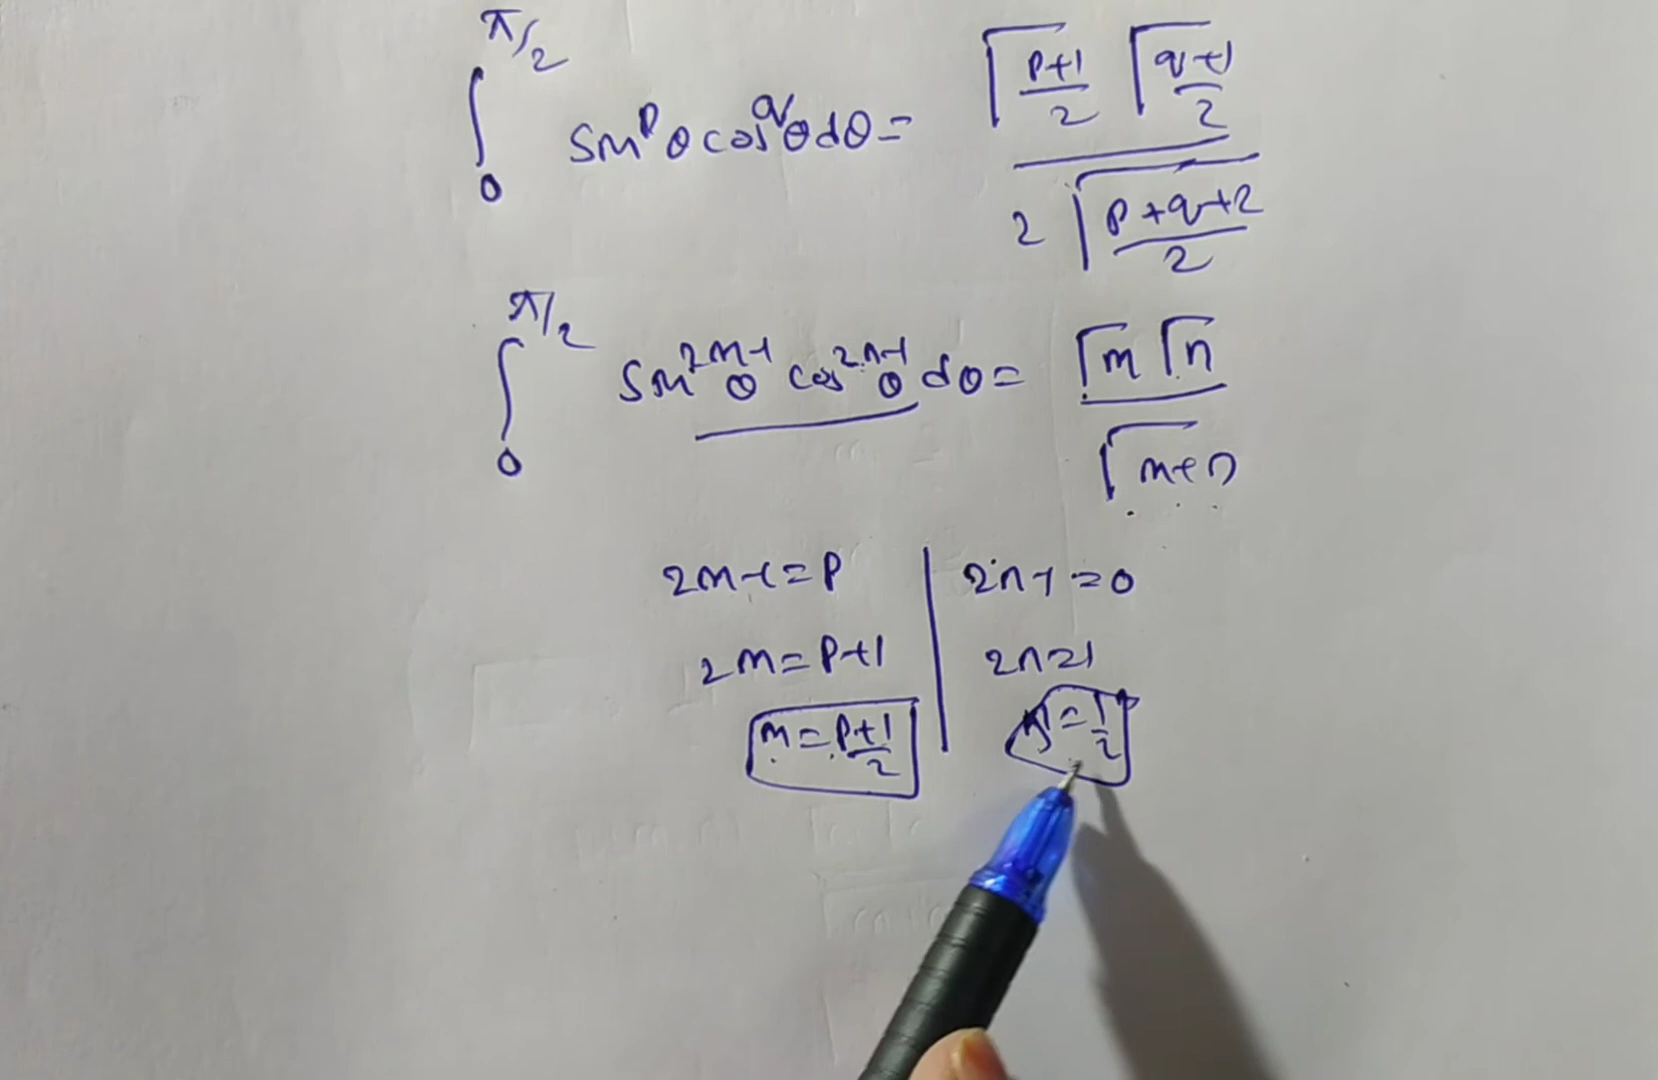 ∫₀^{π/2} sin^p θ cos^q θ dθ = (Γ(p+1)/2 Γ(q+1)/2) / (2 Γ(p+q+2)/2)
∫₀^{π/2} sin^{2m-1} θ cos^{2n-1} θ dθ = (Γm Γn) / Γ(m+n)
2m-1=P | 2n-1=0
2m=P+1 | 2n=1
m=(P+1)/2 | n=1/2